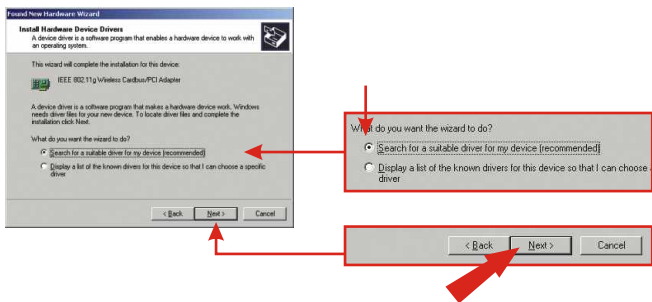 Found New Hardware Wizard
Install Hardware Device Drivers
A device driver is a software program that enables a hardware device to work with
an operating system.
This wizard will complete the installation for this device:
IEEE 802.11g Wireless Cardbus/PCI Adapter
A device driver is a software program that makes a hardware device work. Windows
needs driver files for your new device. To locate driver files and complete the
installation click Next.
What do you want the wizard to do?
Search for a suitable driver for my device (recommended)
Display a list of the known drivers for this device so that I can choose a specific
driver
< Back Next > Cancel
What do you want the wizard to do?
Search for a suitable driver for my device (recommended)
Display a list of the known drivers for this device so that I can choose
driver
< Back Next > Cancel